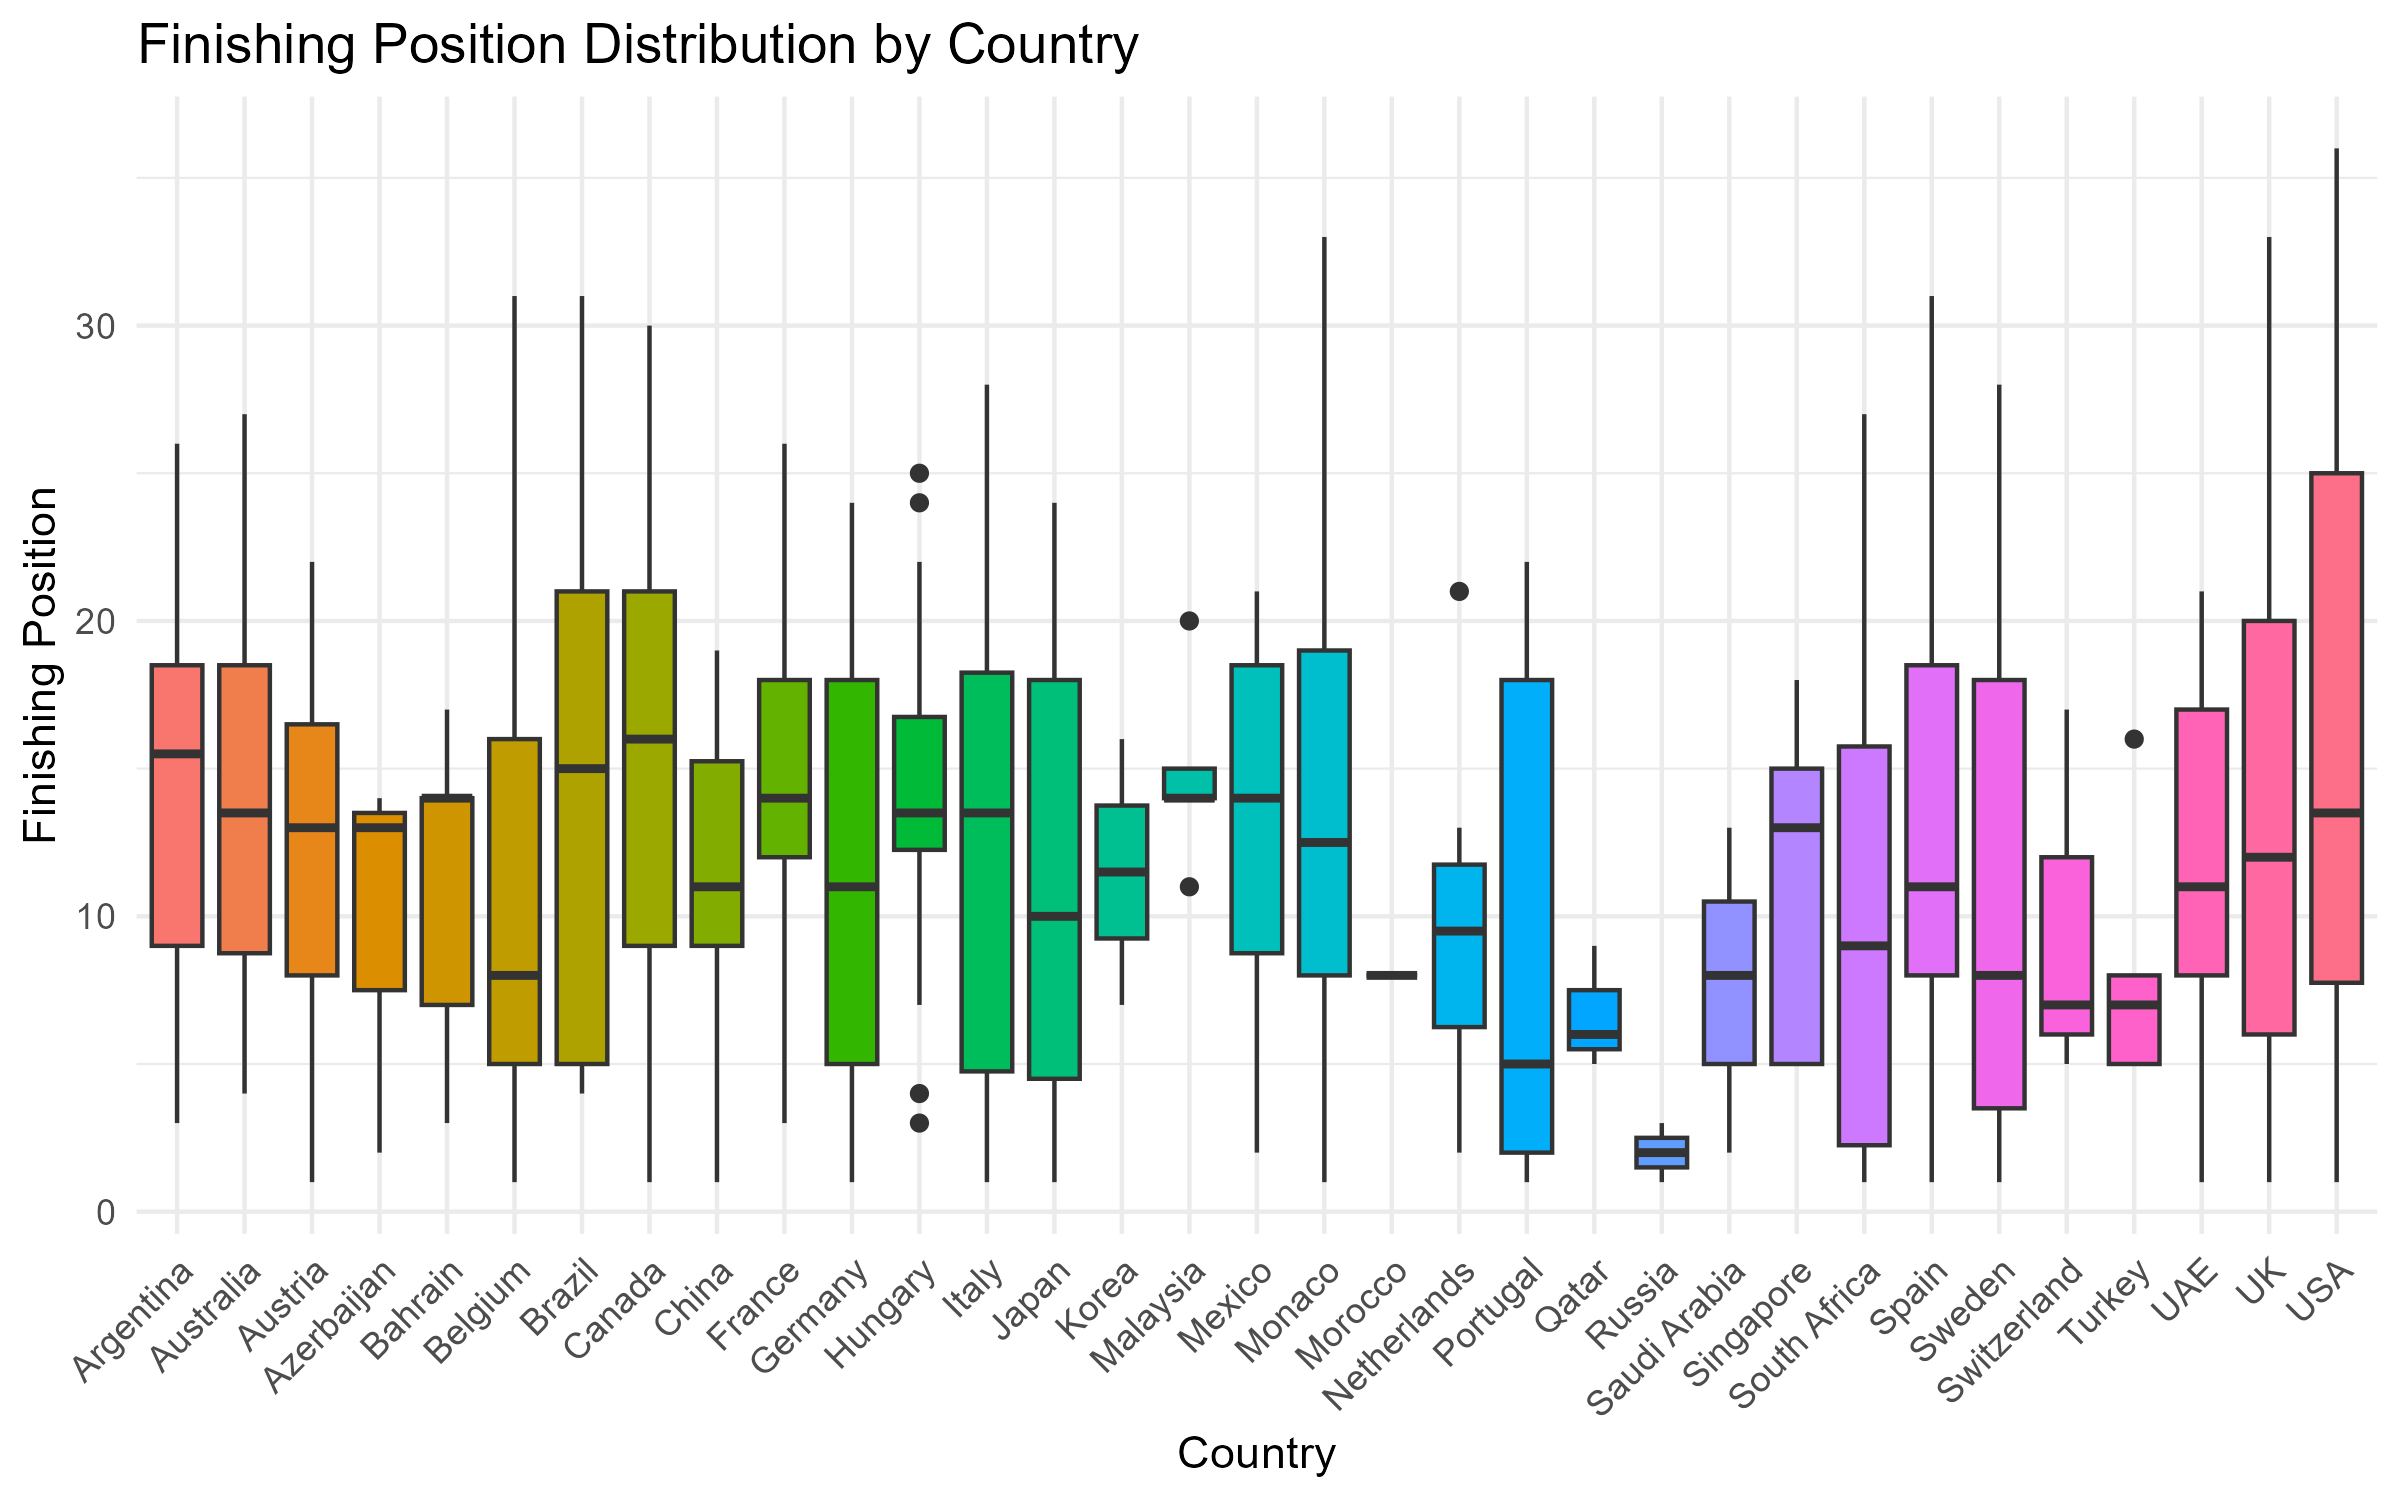 Finishing Position Distribution by Country
Finishing Position
30
20
10
0
Argentina
Australia
Austria
Azerbaijan
Bahrain
Belgium
Brazil
Canada
China
France
Germany
Hungary
Italy
Japan
Korea
Malaysia
Mexico
Monaco
Morocco
Netherlands
Portugal
Qatar
Russia
Saudi Arabia
Singapore
South Africa
Spain
Sweden
Switzerland
Turkey
UAE
UK
USA
Country